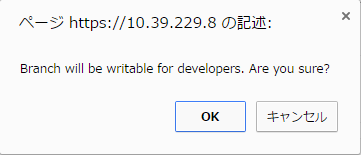 ページ https://10.39.229.8 の記述:
Branch will be writable for developers. Are you sure?
OK
キャンセル